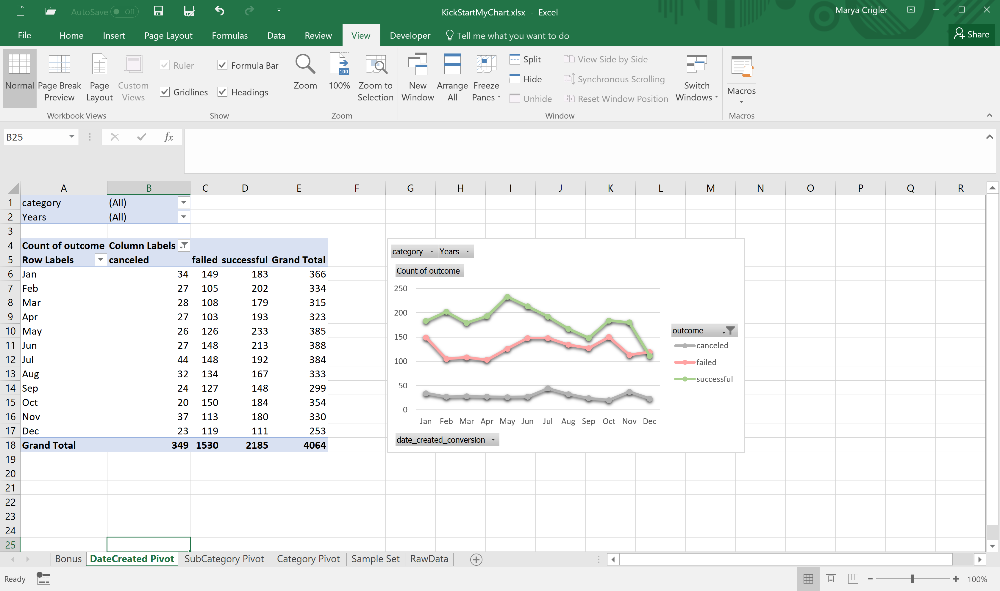 AutoSave Off
KickStartMyChart.xlsx - Excel
Marya Crigler
File Home Insert Page Layout Formulas Data Review View Developer Tell me what you want to do Share
Normal
Page Break Preview
Page Layout
Custom Views
Workbook Views
Ruler Formula Bar
Gridlines Headings
Show
Zoom
100
100%
Zoom to Selection
Zoom
New Window
Arrange All
Freeze Panes
Split
Hide
Unhide
View Side by Side
Synchronous Scrolling
Reset Window Position
Switch Windows
Window
Macros
Macros
B25 fx
A B C D E F G H I J K L M N O P Q R
1 category (All)
2 Years (All)
3
4 Count of outcome Column Labels
5 Row Labels canceled failed successful Grand Total
6 Jan 34 149 183 366
7 Feb 27 105 202 334
8 Mar 28 108 179 315
9 Apr 27 103 193 323
10 May 26 126 233 385
11 Jun 27 148 213 388
12 Jul 44 148 192 384
13 Aug 32 134 167 333
14 Sep 24 127 148 299
15 Oct 20 150 184 354
16 Nov 37 113 180 330
17 Dec 23 119 111 253
18 Grand Total 349 1530 2185 4064
19
20
21
22
23
24
25
category Years
Count of outcome
250
200
150
100
50
0
Jan Feb Mar Apr May Jun Jul Aug Sep Oct Nov Dec
outcome
canceled
failed
successful
date_created_conversion
Bonus DateCreated Pivot SubCategory Pivot Category Pivot Sample Set RawData
Ready 100%